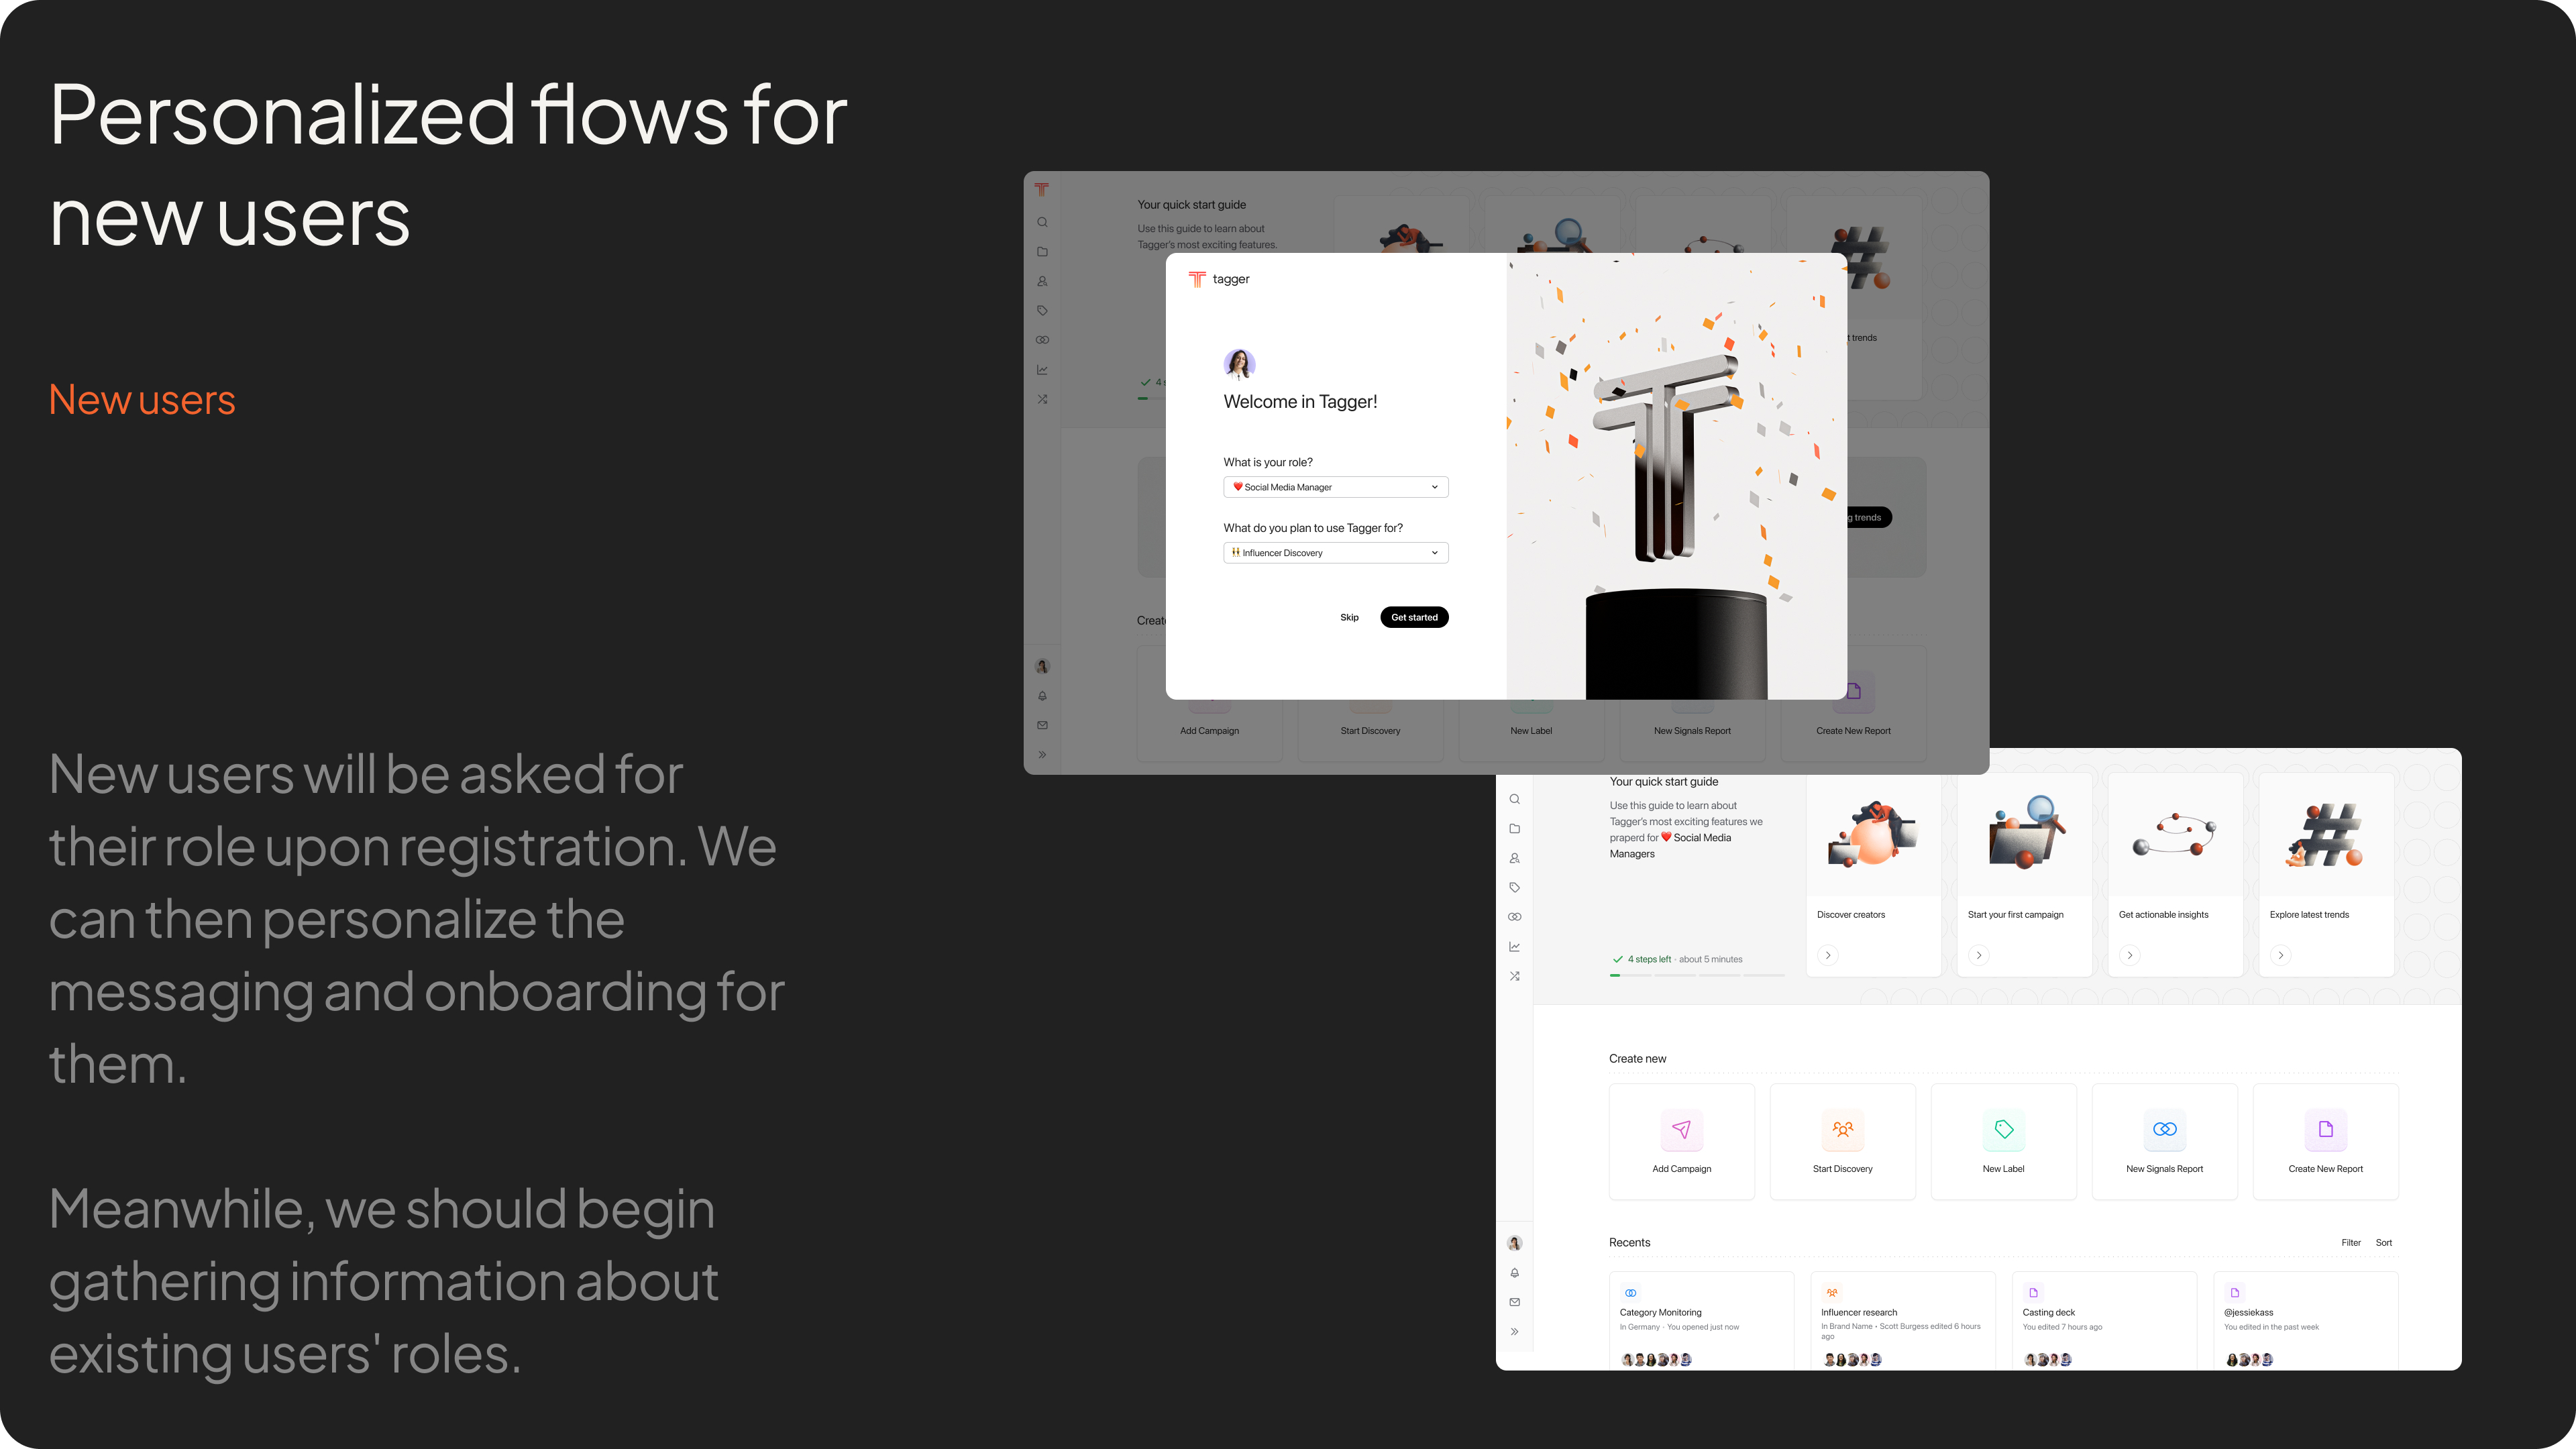 Personalized flows for
new users
New users
New users will be asked for
their role upon registration. We
can then personalize the
messaging and onboarding for
them.
Meanwhile, we should begin
gathering information about
existing users' roles.
Your quick start guide
Use this guide to learn about
Tagger's most exciting features.
4
t trends
g trends
Creat
Add Campaign
Start Discovery
New Label
New Signals Report
Create New Report
tagger
Welcome in Tagger!
What is your role?
❤️ Social Media Manager
What do you plan to use Tagger for?
👯 Influencer Discovery
Skip
Get started
Your quick start guide
Use this guide to learn about
Tagger's most exciting features we
praperd for ❤️ Social Media
Managers
4 steps left · about 5 minutes
Discover creators
Start your first campaign
Get actionable insights
Explore latest trends
Create new
Add Campaign
Start Discovery
New Label
New Signals Report
Create New Report
Recents
Filter
Sort
Category Monitoring
In Germany · You opened just now
Influencer research
In Brand Name • Scott Burgess edited 6 hours
ago
Casting deck
You edited 7 hours ago
@jessiekass
You edited in the past week